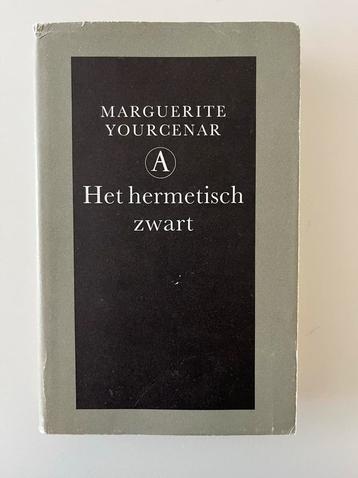 MARGUERITE
YOURCENAR
A
Het hermetisch
zwart